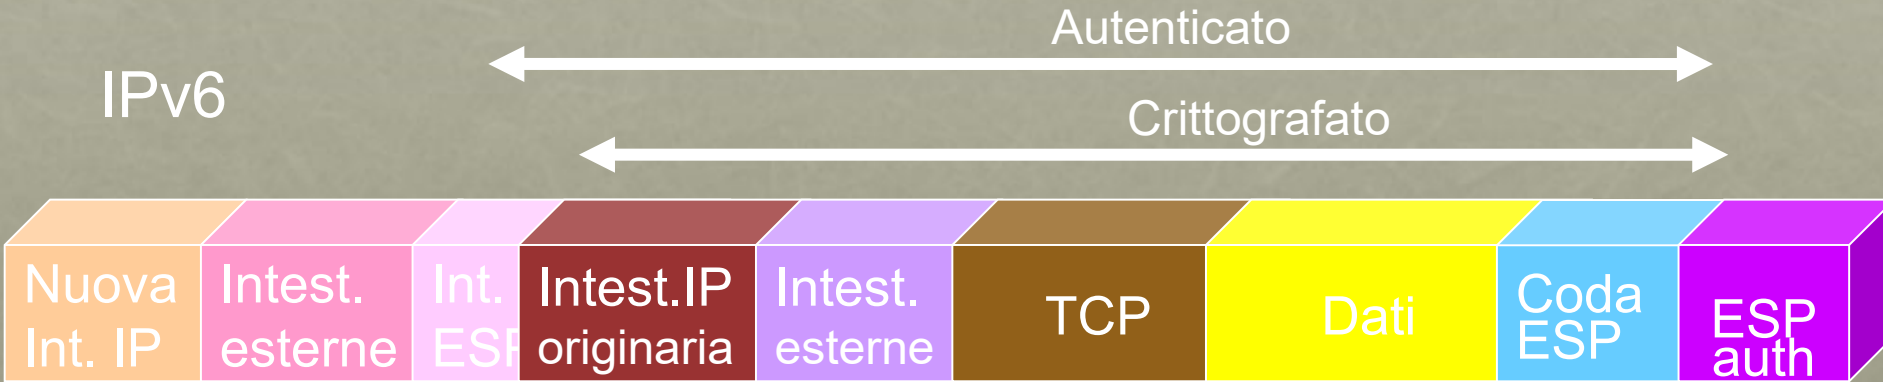 Autenticato
IPv6
Crittografato
Nuova
Int. IP
Intest.
esterne
Int.
ESP
Intest.IP
originaria
Intest.
esterne
TCP
Dati
Coda
ESP
ESP
auth